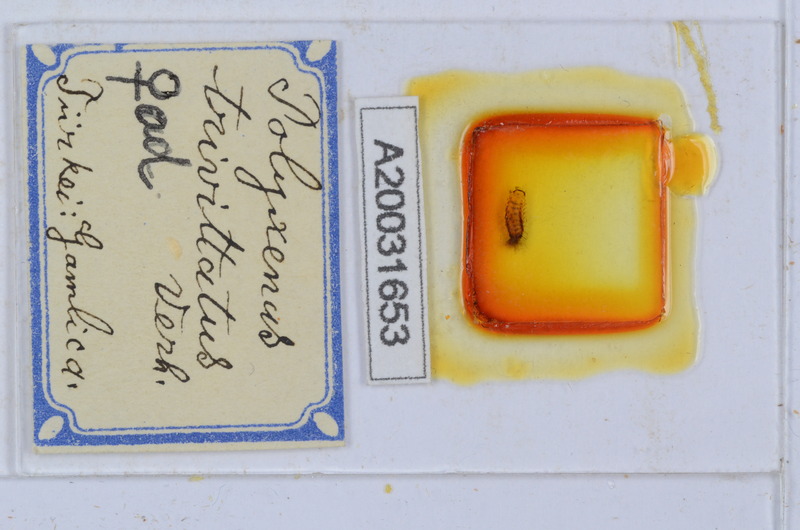 Polyxenus
trivittatus
Verh.
♀ad.
Türkei: Gamlica.
A20031653